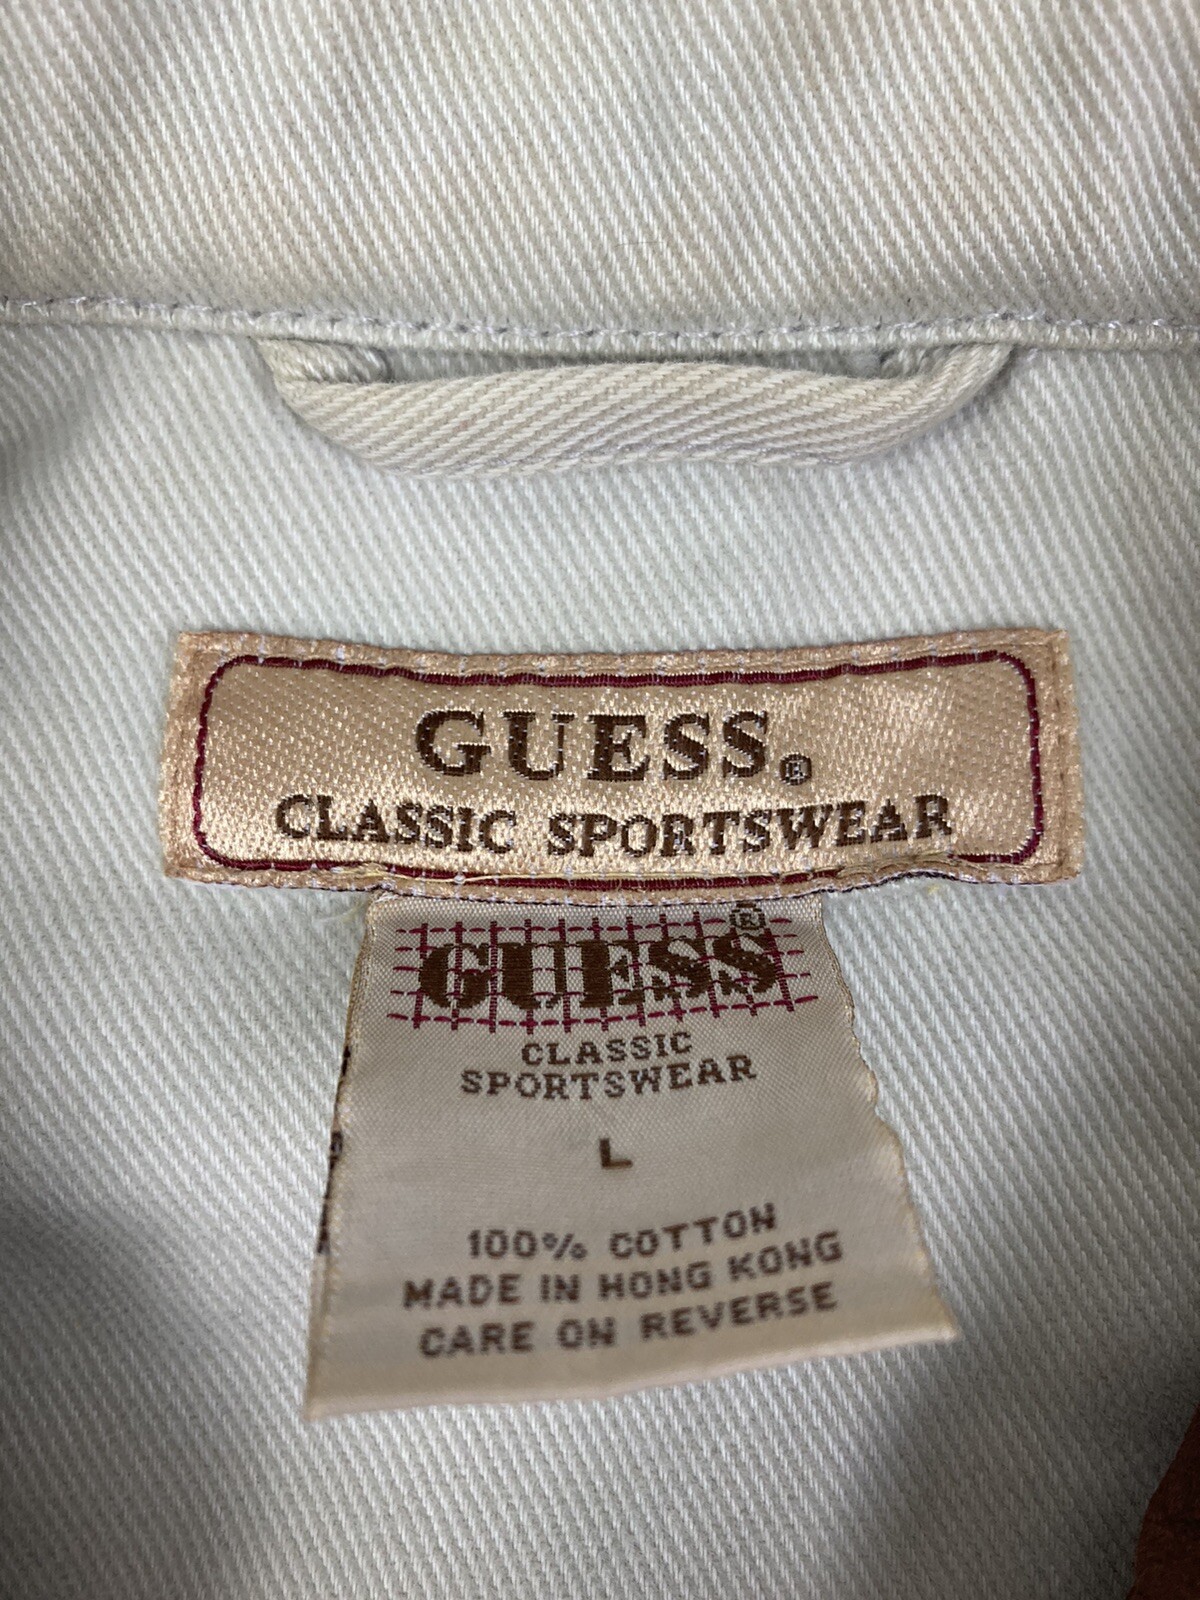 GUESS®
CLASSIC SPORTSWEAR
GUESS®
CLASSIC
SPORTSWEAR
L
100% COTTON
MADE IN HONG KONG
CARE ON REVERSE